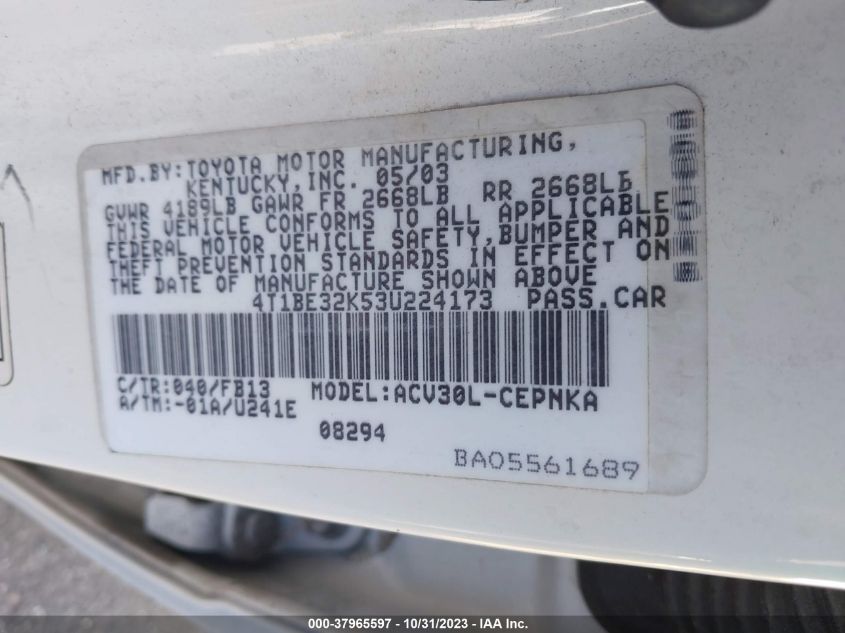 MFD.BY:TOYOTA MOTOR MANUFACTURING,
KENTUCKY,INC. 05/03
GVWR 4189LB GAWR FR 2668LB RR 2668LB
THIS VEHICLE CONFORMS TO ALL APPLICABLE
FEDERAL MOTOR VEHICLE SAFETY,BUMPER AND
THEFT PREVENTION STANDARDS IN EFFECT ON
THE DATE OF MANUFACTURE SHOWN ABOVE
4T1BE32K53U224173 PASS.CAR
C/TR:040/FB13 MODEL:ACV30L-CEPNKA
A/TM:-01A/U241E
08294
BA05561689
000-37965597 - 10/31/2023 - IAA Inc.